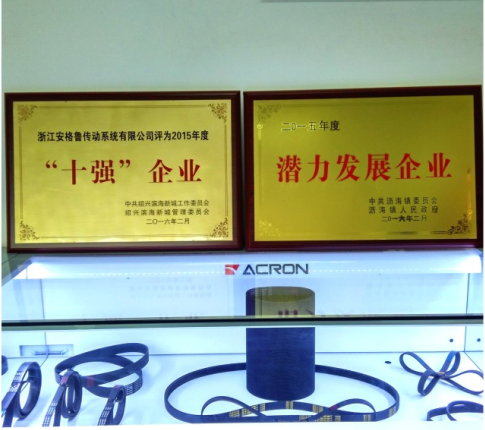 浙江安格鲁传动系统有限公司评为2015年度
“十强”企业
中共绍兴滨海新城工作委员会
绍兴滨海新城管理委员会
二〇一六年二月
二〇一五年度
潜力发展企业
中共沥海镇委员会
沥海镇人民政府
二〇一六年二月
ACRON